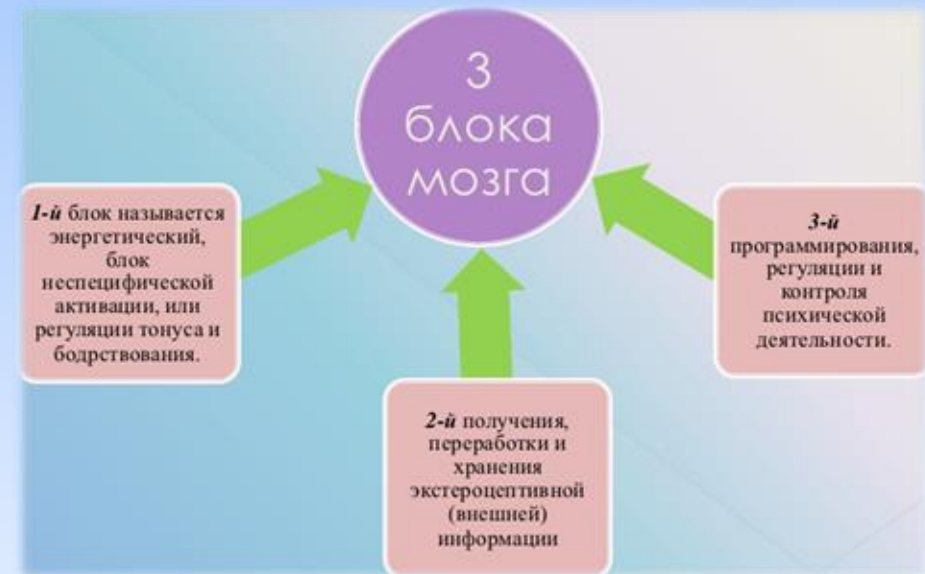 3
блока
мозга
1-й блок называется
энергетический,
блок
неспецифической
активации, или
регуляции тонуса и
бодрствования.
2-й получения,
переработки и
хранения
экстероцептивной
(внешней)
информации
3-й
программирования,
регуляции и
контроля
психической
деятельности.